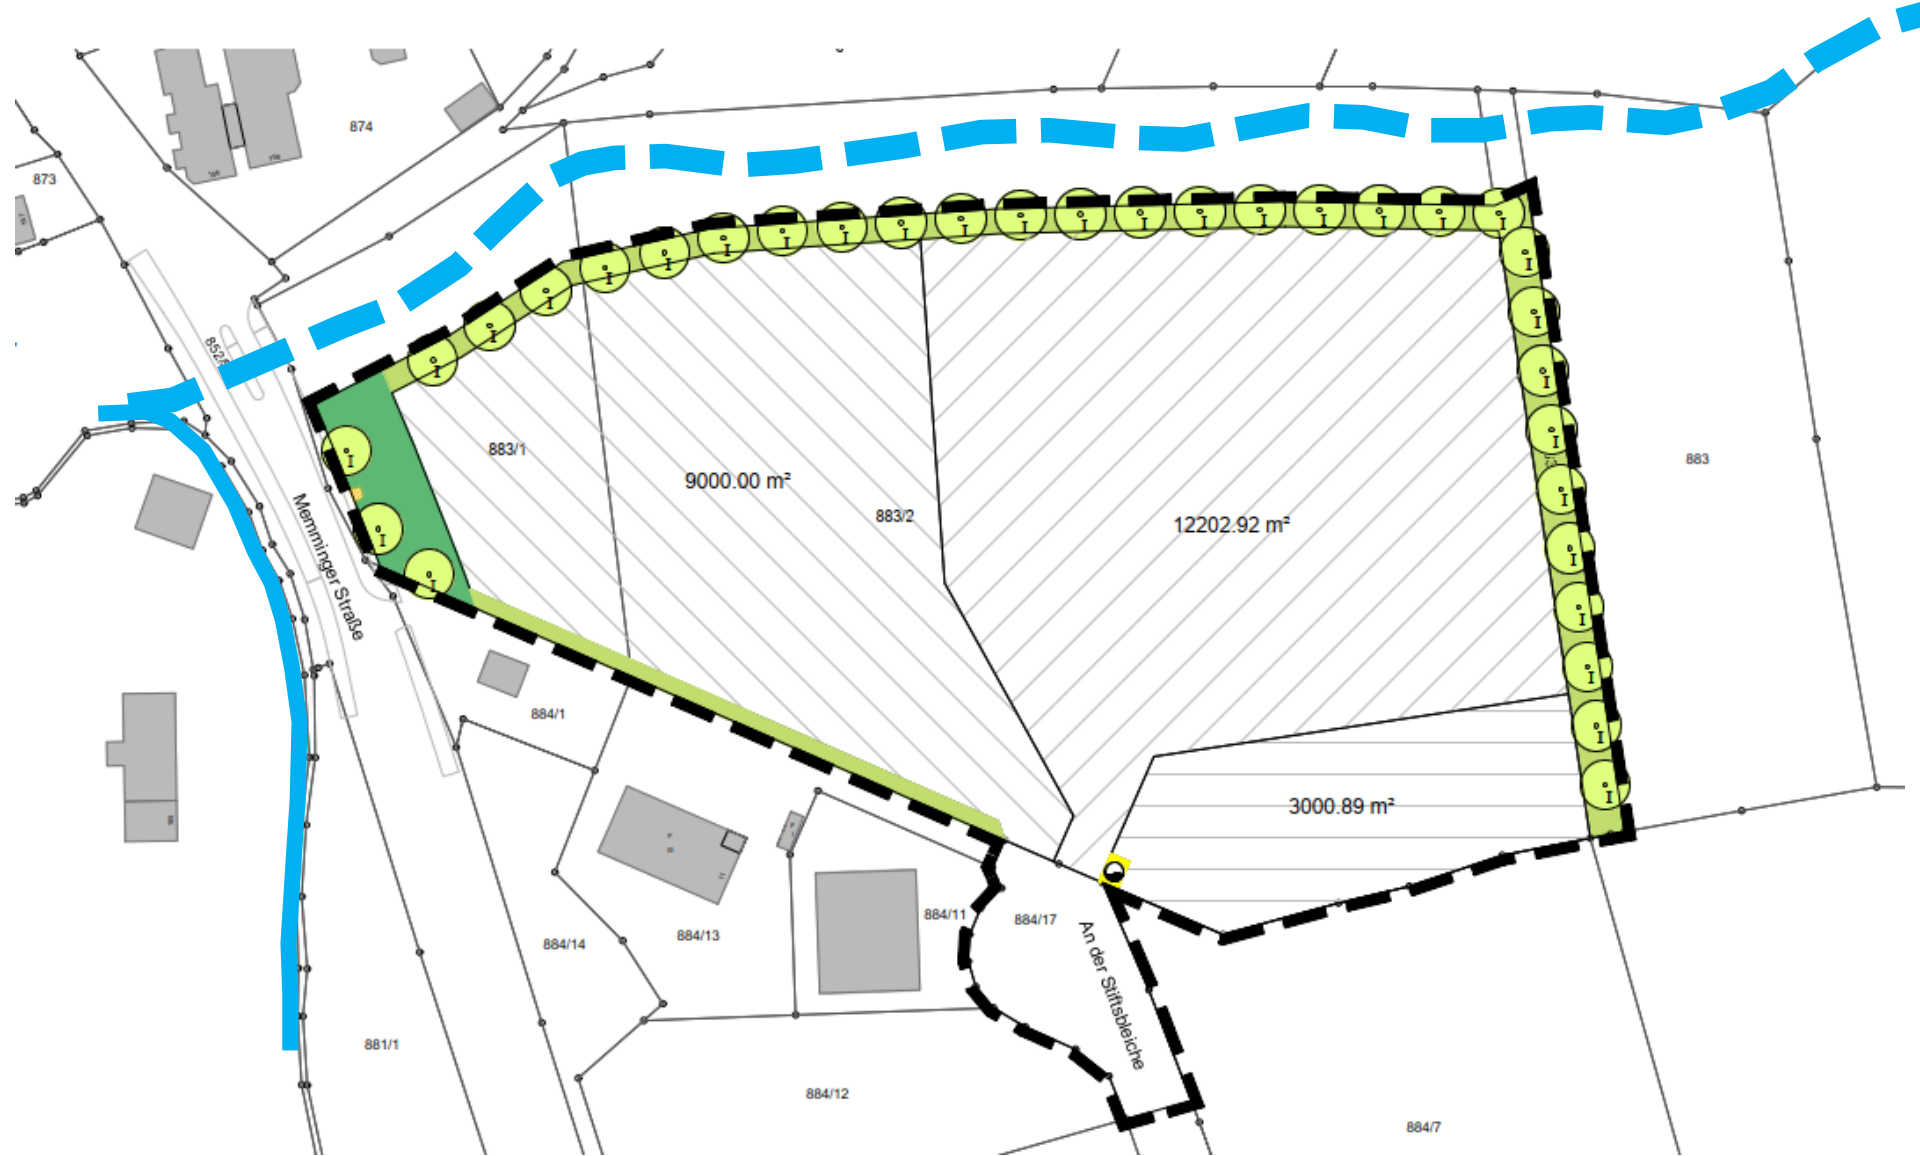 874
873
852/
883/1
9000.00 m²
883/2
12202.92 m²
883
Memminger Straße
3000.89 m²
884/1
884/11
884/17
884/14
884/13
An der Stiftsbleiche
881/1
884/12
884/7